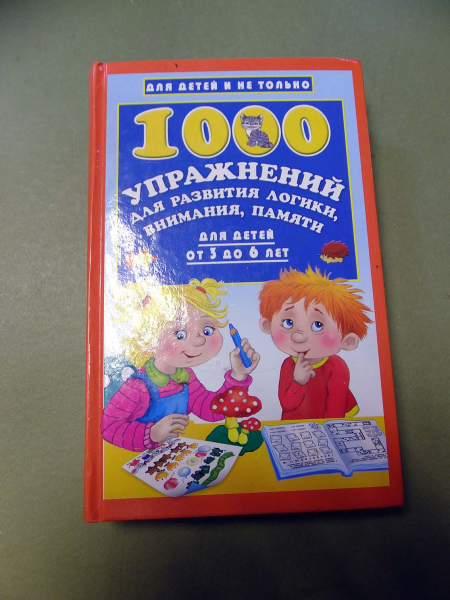 ДЛЯ ДЕТЕЙ И НЕ ТОЛЬКО
1000
УПРАЖНЕНИЙ
ДЛЯ РАЗВИТИЯ ЛОГИКИ,
ВНИМАНИЯ, ПАМЯТИ
ДЛЯ ДЕТЕЙ
ОТ 3 ДО 6 ЛЕТ